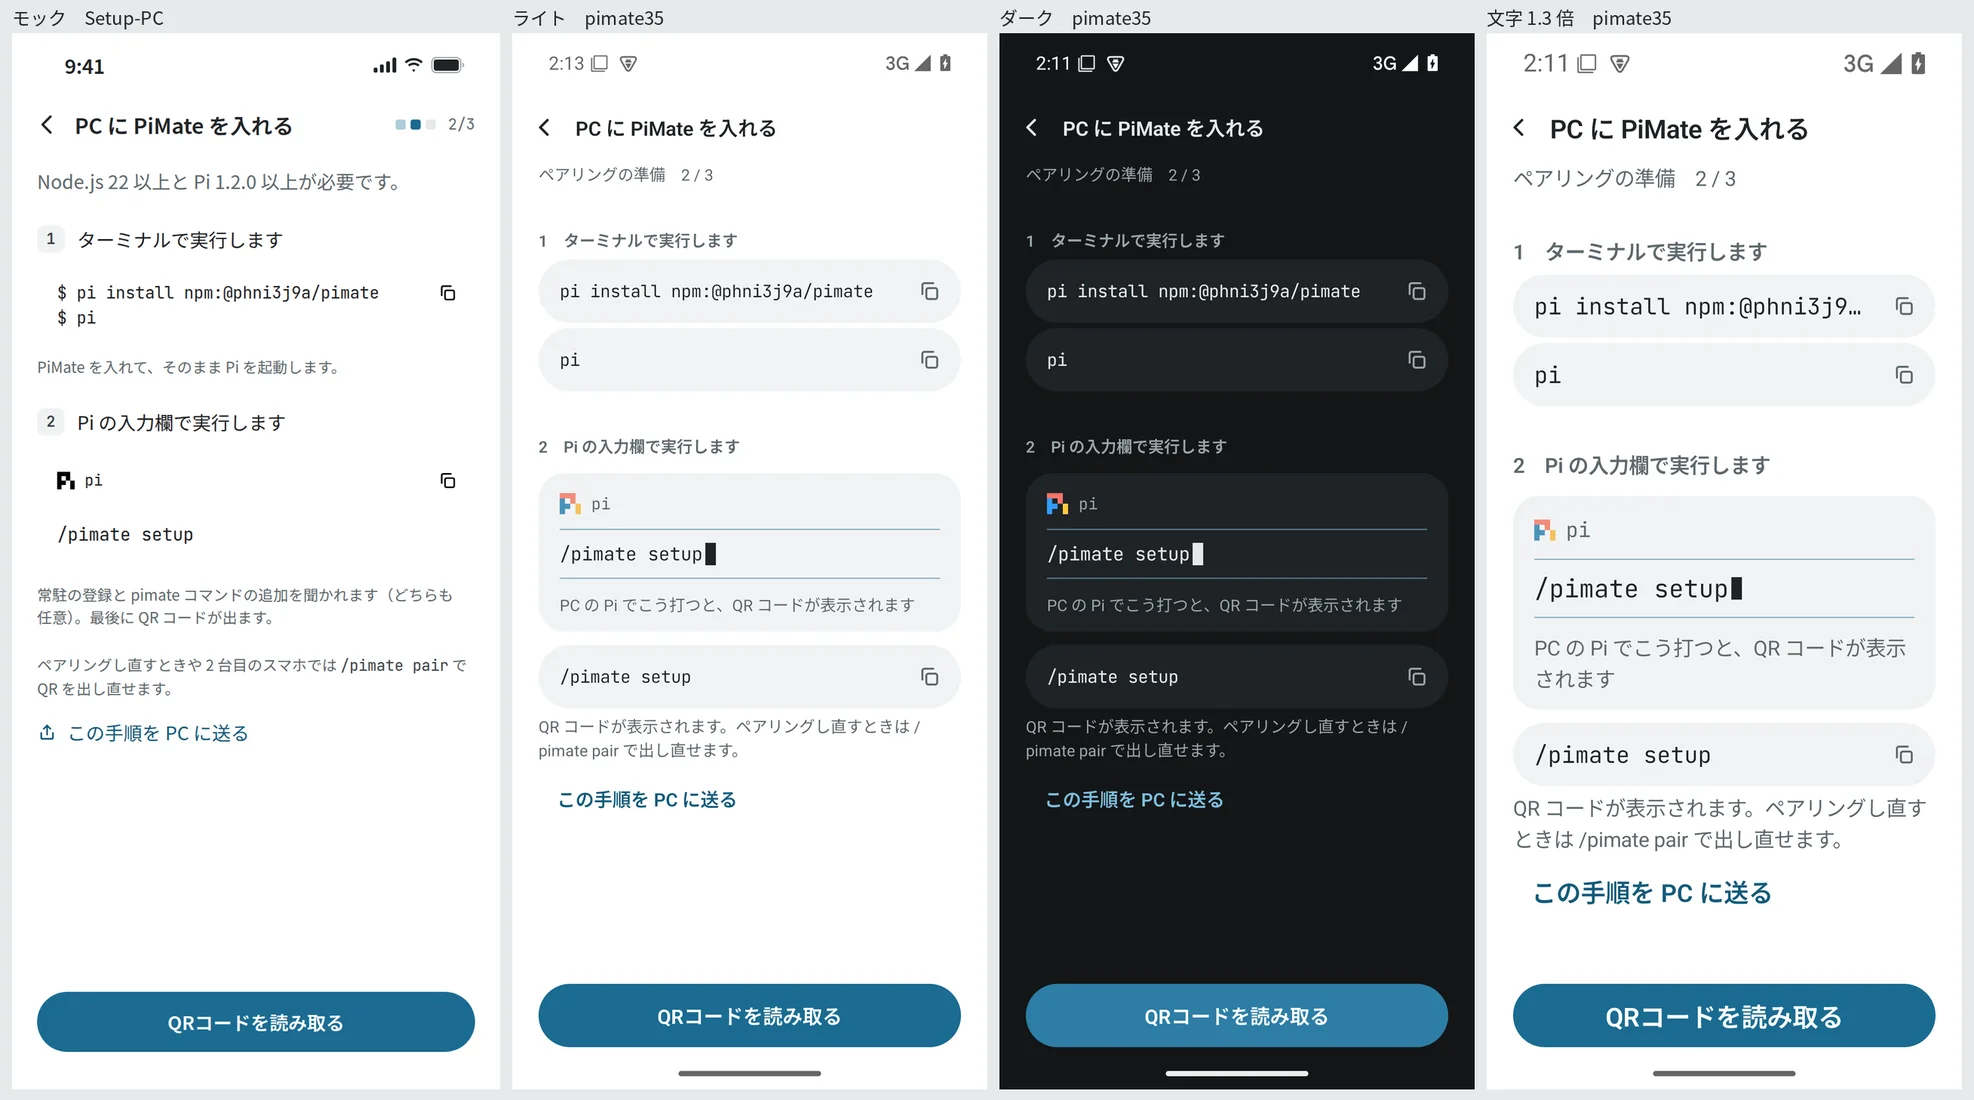 モック Setup-PC
9:41
PC に PiMate を入れる
2/3
Node.js 22 以上と Pi 1.2.0 以上が必要です。
1 ターミナルで実行します
$ pi install npm:@phni3j9a/pimate
$ pi
PiMate を入れて、そのまま Pi を起動します。
2 Pi の入力欄で実行します
pi
/pimate setup
常駐の登録と pimate コマンドの追加を聞かれます（どちらも
任意）。最後に QR コードが出ます。
ペアリングし直すときや 2 台目のスマホでは /pimate pair で
QR を出し直せます。
この手順を PC に送る
QRコードを読み取る
ライト pimate35
2:13
3G
PC に PiMate を入れる
ペアリングの準備 2 / 3
1 ターミナルで実行します
pi install npm:@phni3j9a/pimate
pi
2 Pi の入力欄で実行します
pi
/pimate setup
PC の Pi でこう打つと、QR コードが表示されます
/pimate setup
QR コードが表示されます。ペアリングし直すときは /
pimate pair で出し直せます。
この手順を PC に送る
QRコードを読み取る
ダーク pimate35
2:11
3G
PC に PiMate を入れる
ペアリングの準備 2 / 3
1 ターミナルで実行します
pi install npm:@phni3j9a/pimate
pi
2 Pi の入力欄で実行します
pi
/pimate setup
PC の Pi でこう打つと、QR コードが表示されます
/pimate setup
QR コードが表示されます。ペアリングし直すときは /
pimate pair で出し直せます。
この手順を PC に送る
QRコードを読み取る
文字 1.3 倍 pimate35
2:11
3G
PC に PiMate を入れる
ペアリングの準備 2 / 3
1 ターミナルで実行します
pi install npm:@phni3j9…
pi
2 Pi の入力欄で実行します
pi
/pimate setup
PC の Pi でこう打つと、QR コードが表示
されます
/pimate setup
QR コードが表示されます。ペアリングし直す
ときは /pimate pair で出し直せます。
この手順を PC に送る
QRコードを読み取る